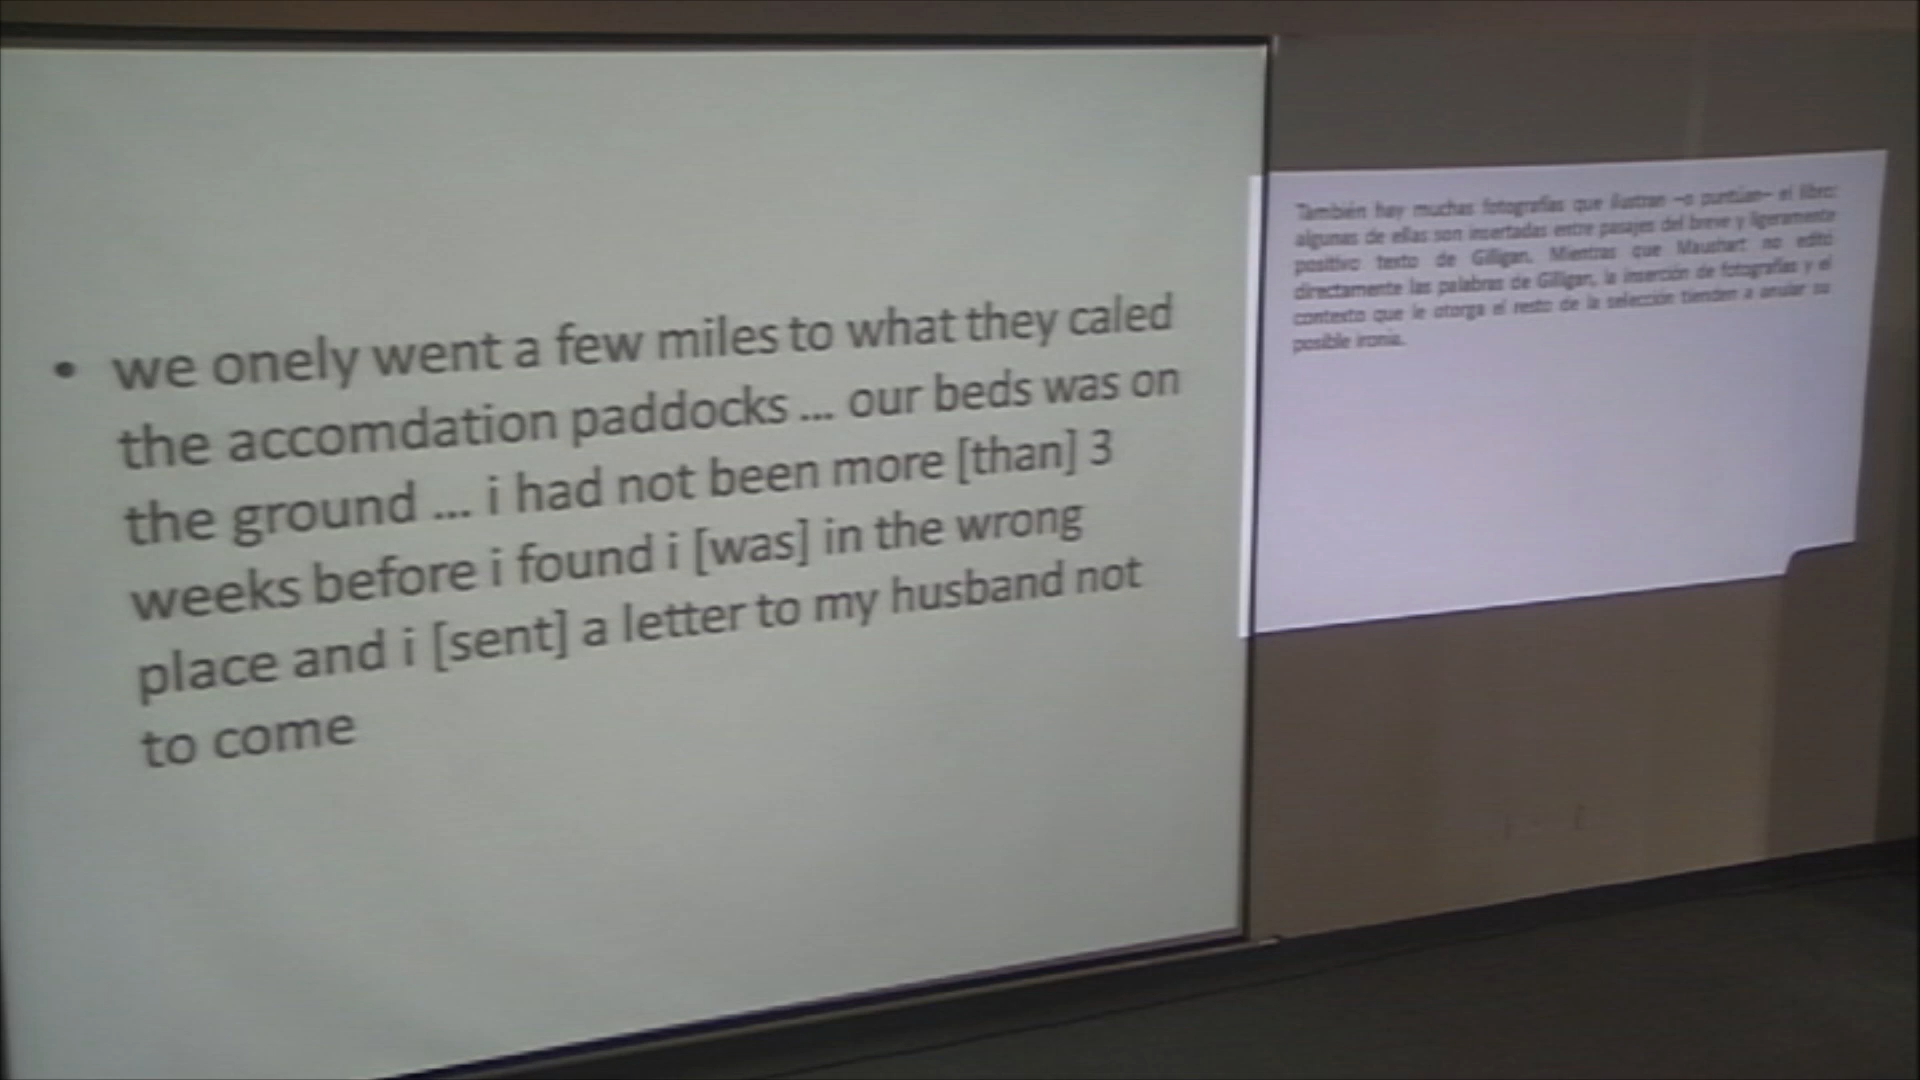 • we onely went a few miles to what they caled
the accomdation paddocks ... our beds was on
the ground ... i had not been more [than] 3
weeks before i found i [was] in the wrong
place and i [sent] a letter to my husband not
to come
También hay muchas fotografías que ilustran –o puntúan– el libro:
algunas de ellas son insertadas entre pasajes del breve y ligeramente
positivo texto de Gilligan. Mientras que Maushart no editó
directamente las palabras de Gilligan, la inserción de fotografías y el
contexto que le otorga el resto de la selección tienden a anular su
posible ironía.